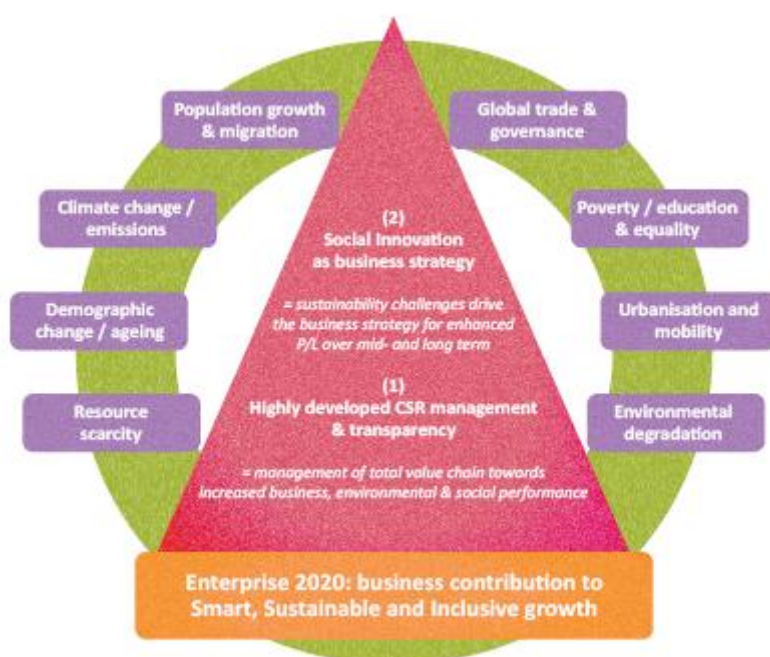 Population growth
& migration
Global trade &
governance
Climate change /
emissions
Poverty / education
& equality
Demographic
change / ageing
Urbanisation and
mobility
Resource
scarcity
Environmental
degradation
(2)
Social Innovation
as business strategy
= sustainability challenges drive
the business strategy for enhanced
P/L over mid- and long term
(1)
Highly developed CSR management
& transparency
= management of total value chain towards
increased business, environmental & social performance
Enterprise 2020: business contribution to
Smart, Sustainable and Inclusive growth